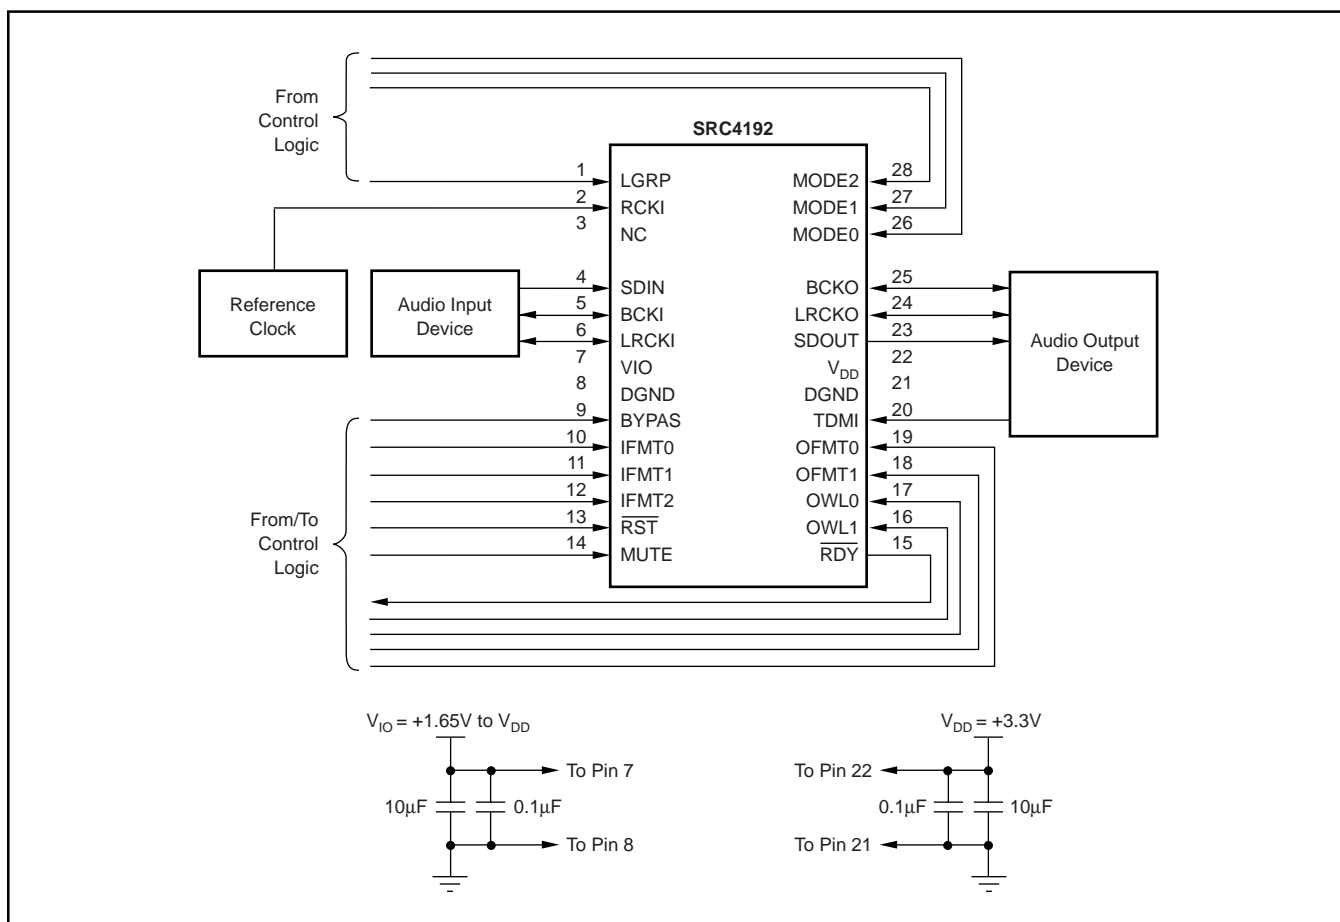 From
Control
Logic
SRC4192
1 LGRP
2 RCKI
3 NC
4 SDIN
5 BCKI
6 LRCKI
7 VIO
8 DGND
9 BYPAS
10 IFMT0
11 IFMT1
12 IFMT2
13 RST
14 MUTE
MODE2 28
MODE1 27
MODE0 26
BCKO 25
LRCKO 24
SDOUT 23
VDD 22
DGND 21
TDMI 20
OFMT0 19
OFMT1 18
OWL0 17
OWL1 16
RDY 15
Reference
Clock
Audio Input
Device
Audio Output
Device
From/To
Control
Logic
VIO = +1.65V to VDD
To Pin 7
10μF
0.1μF
To Pin 8
VDD = +3.3V
To Pin 22
0.1μF
10μF
To Pin 21